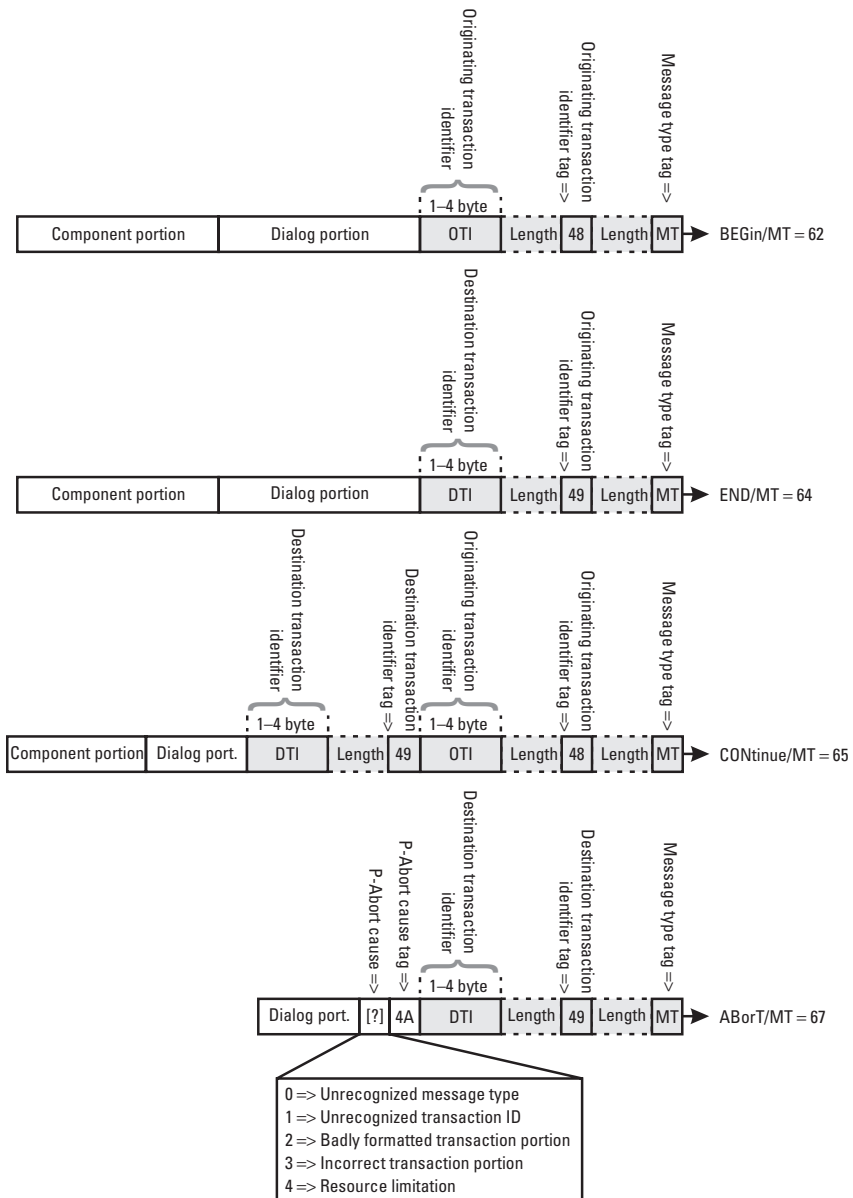 Originating transaction
identifier
Originating transaction
identifier tag =>
Message type tag =>
1–4 byte
Component portion Dialog portion OTI Length 48 Length MT BEGin/MT = 62
Destination transaction
identifier
Originating transaction
identifier tag =>
Message type tag =>
1–4 byte
Component portion Dialog portion DTI Length 49 Length MT END/MT = 64
Destination transaction
identifier
Destination transaction
identifier tag =>
Originating transaction
identifier
Originating transaction
identifier tag =>
Message type tag =>
1–4 byte 1–4 byte
Component portion Dialog port. DTI Length 49 OTI Length 48 Length MT CONtinue/MT = 65
P-Abort cause =>
P-Abort cause tag =>
Destination transaction
identifier
Destination transaction
identifier tag =>
Message type tag =>
1–4 byte
Dialog port. [?] 4A DTI Length 49 Length MT ABorT/MT = 67
0 => Unrecognized message type
1 => Unrecognized transaction ID
2 => Badly formatted transaction portion
3 => Incorrect transaction portion
4 => Resource limitation